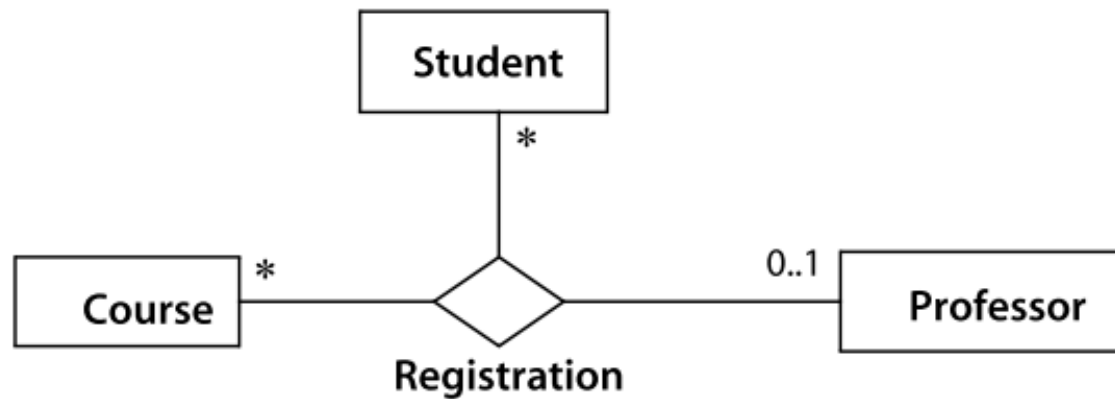 Student
*
*
0..1
Course
Professor
Registration